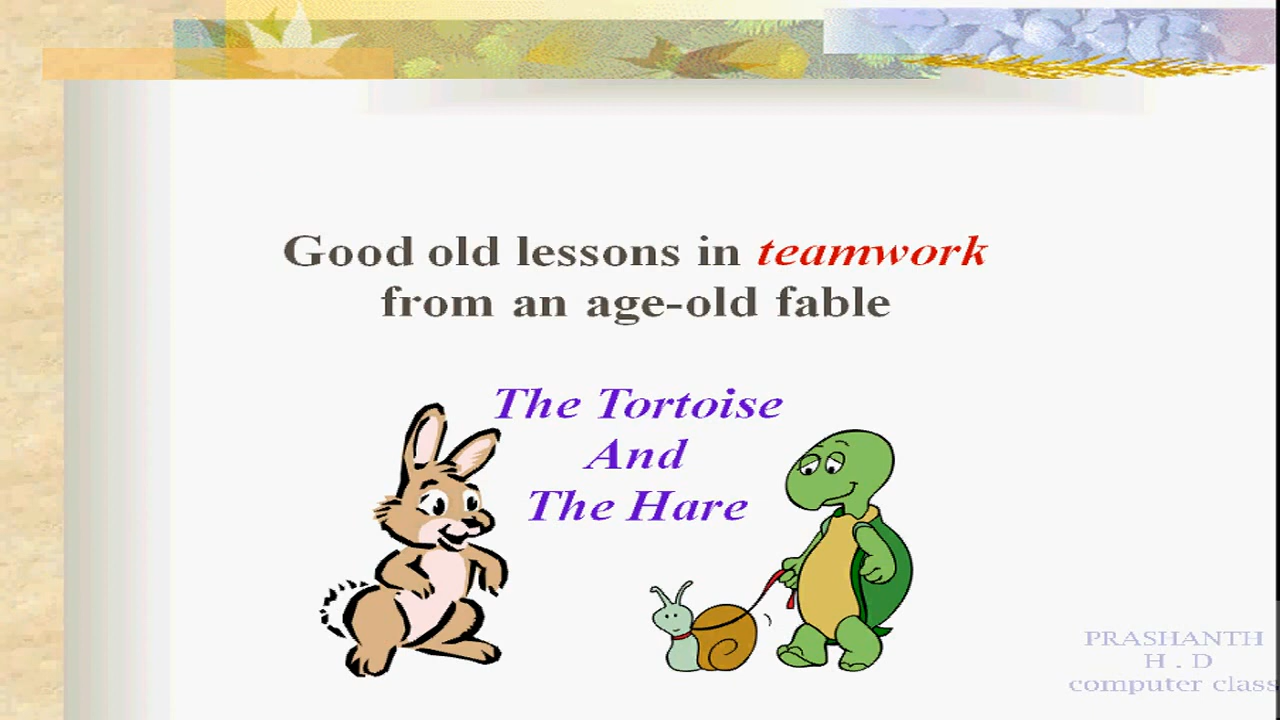 Good old lessons in teamwork
from an age-old fable
The Tortoise
And
The Hare
PRASHANTH
H . D
computer class